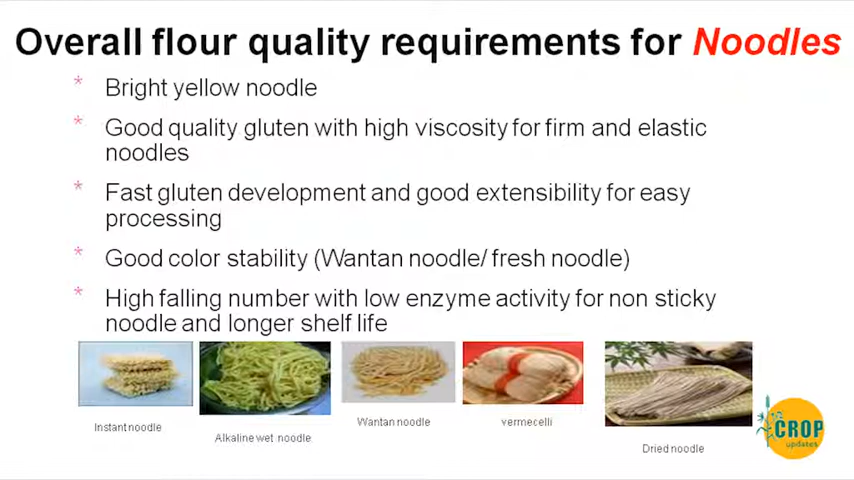 Overall flour quality requirements for Noodles
* Bright yellow noodle
* Good quality gluten with high viscosity for firm and elastic
noodles
* Fast gluten development and good extensibility for easy
processing
* Good color stability (Wantan noodle/ fresh noodle)
* High falling number with low enzyme activity for non sticky
noodle and longer shelf life
Instant noodle
Alkaline wet noodle
Wantan noodle
vermecelli
Dried noodle
CROP
updates